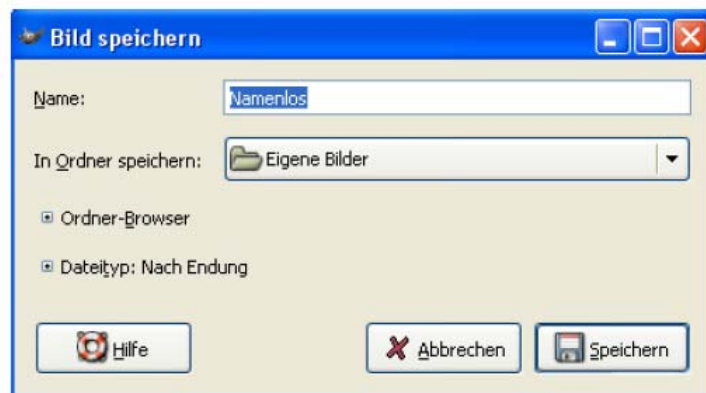 Bild speichern
Name: Namenlos
In Ordner speichern: Eigene Bilder
Ordner-Browser
Dateityp: Nach Endung
Hilfe Abbrechen Speichern